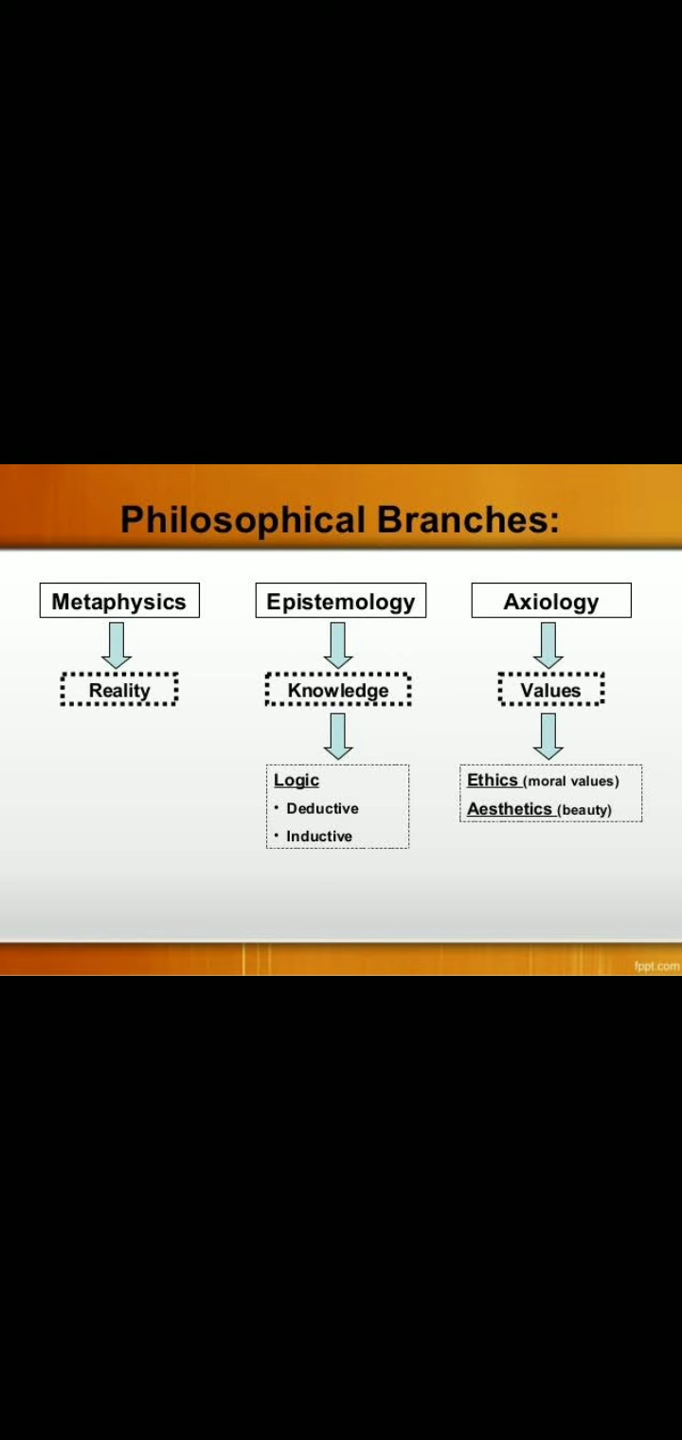 Philosophical Branches:
Metaphysics
Reality
Epistemology
Knowledge
Logic
• Deductive
• Inductive
Axiology
Values
Ethics (moral values)
Aesthetics (beauty)
fppt.com